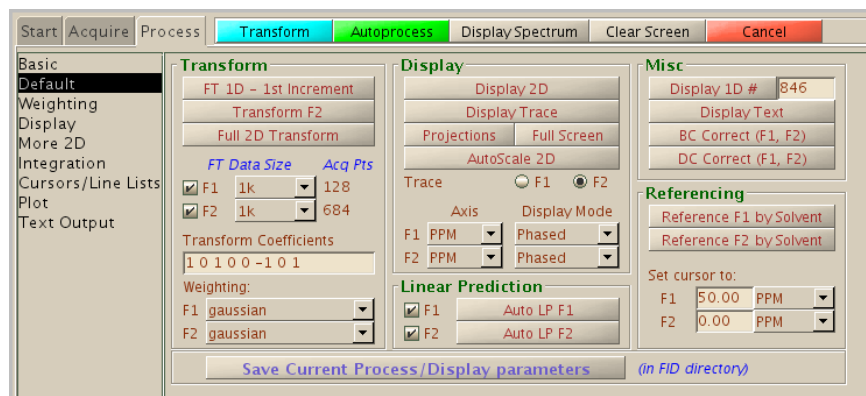 Start Acquire Process Transform Autoprocess Display Spectrum Clear Screen Cancel
Basic
Default
Weighting
Display
More 2D
Integration
Cursors/Line Lists
Plot
Text Output
Transform
FT 1D - 1st Increment
Transform F2
Full 2D Transform
FT Data Size Acq Pts
F1 1k 128
F2 1k 684
Transform Coefficients
1 0 1 0 0 -1 0 1
Weighting:
F1 gaussian
F2 gaussian
Display
Display 2D
Display Trace
Projections Full Screen
AutoScale 2D
Trace F1 F2
Axis Display Mode
F1 PPM Phased
F2 PPM Phased
Linear Prediction
F1 Auto LP F1
F2 Auto LP F2
Misc
Display 1D # 846
Display Text
BC Correct (F1, F2)
DC Correct (F1, F2)
Referencing
Reference F1 by Solvent
Reference F2 by Solvent
Set cursor to:
F1 50.00 PPM
F2 0.00 PPM
Save Current Process/Display parameters (in FID directory)